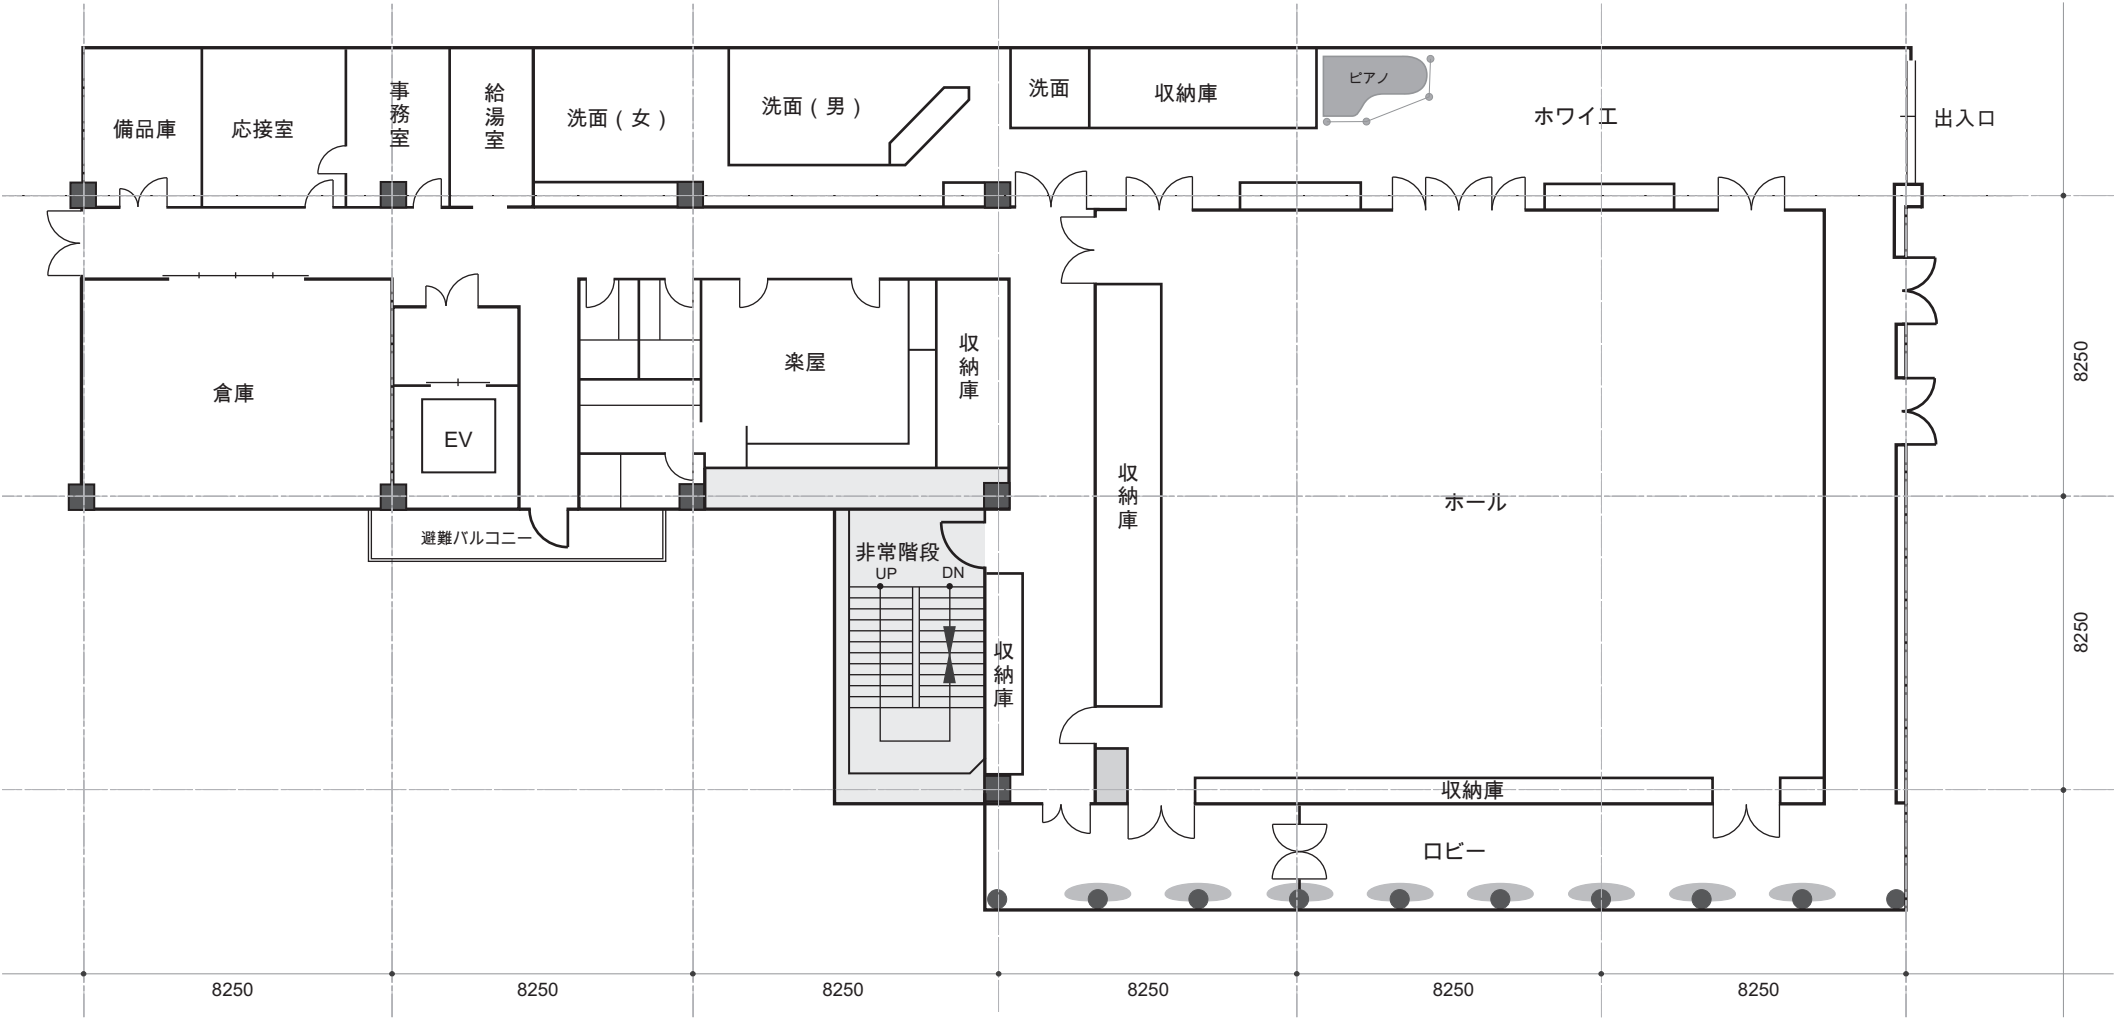 備品庫
応接室
事務室
給湯室
洗面（女）
洗面（男）
洗面
収納庫
ピアノ
ホワイエ
出入口
倉庫
EV
楽屋
収納庫
収納庫
ホール
8250
避難バルコニー
非常階段
UP
DN
収納庫
8250
収納庫
ロビー
8250
8250
8250
8250
8250
8250